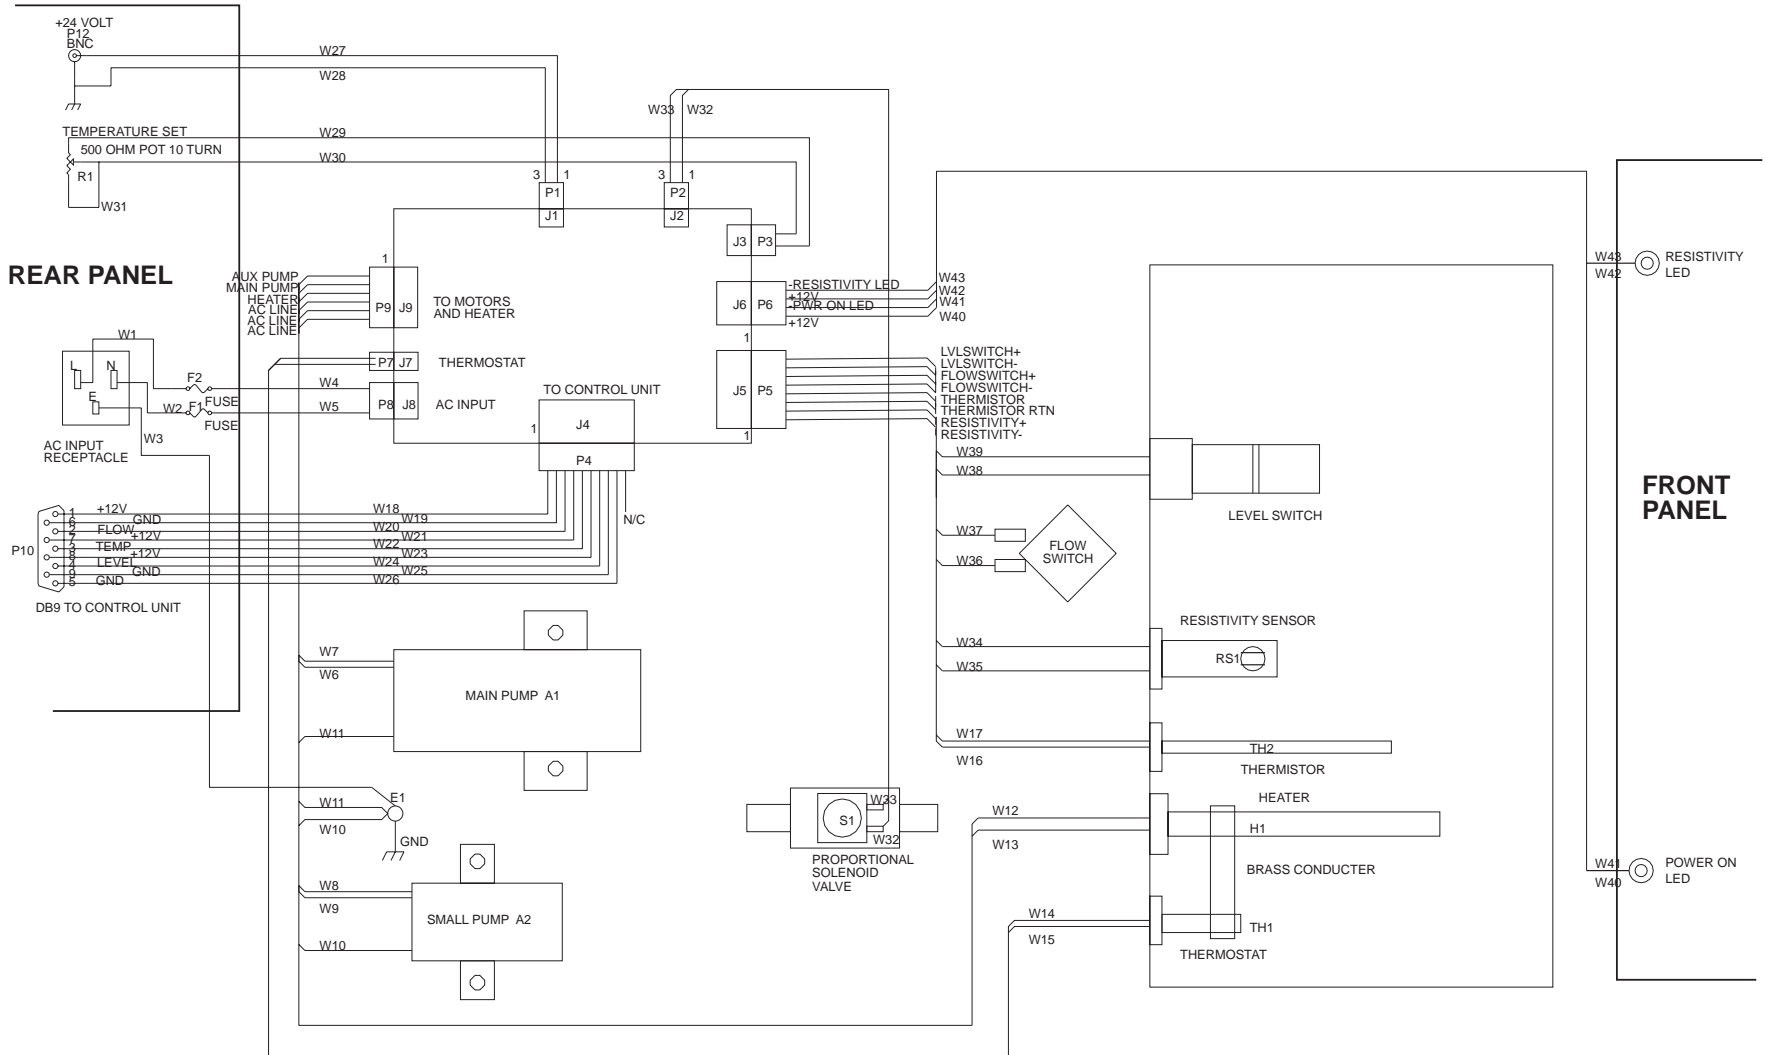 +24 VOLT
P12
BNC
W27
W28
W33
W32
TEMPERATURE SET
W29
500 OHM POT 10 TURN
W30
R1
W31
3
1
P1
J1
3
1
P2
J2
J3
P3
REAR PANEL
1
AUX PUMP
MAIN PUMP
HEATER
AC LINE
AC LINE
AC LINE
P9
J9
TO MOTORS
AND HEATER
J6
P6
-RESISTIVITY LED
+12V
-PWR ON LED
+12V
W43
W42
W41
W40
1
W43
W42
RESISTIVITY
LED
W1
L
N
E
F2
FUSE
W2
F1
FUSE
W3
AC INPUT
RECEPTACLE
P7
J7
THERMOSTAT
W4
W5
P8
J8
AC INPUT
TO CONTROL UNIT
1
J4
P4
N/C
J5
P5
1
LVLSWITCH+
LVLSWITCH-
FLOWSWITCH+
FLOWSWITCH-
THERMISTOR
THERMISTOR RTN
RESISTIVITY+
RESISTIVITY-
W39
W38
LEVEL SWITCH
FRONT
PANEL
P10
1
+12V
W18
6
GND
W19
2
FLOW
W20
7
+12V
W21
3
TEMP
W22
8
+12V
W23
4
LEVEL
W24
9
GND
W25
5
GND
W26
DB9 TO CONTROL UNIT
W37
W36
FLOW
SWITCH
RESISTIVITY SENSOR
W34
W35
RS1
W7
W6
MAIN PUMP A1
W11
W17
W16
TH2
THERMISTOR
W11
W10
E1
GND
W33
S1
W32
PROPORTIONAL
SOLENOID
VALVE
HEATER
W12
W13
H1
BRASS CONDUCTER
W41
W40
POWER ON
LED
W8
W9
SMALL PUMP A2
W10
W14
W15
TH1
THERMOSTAT